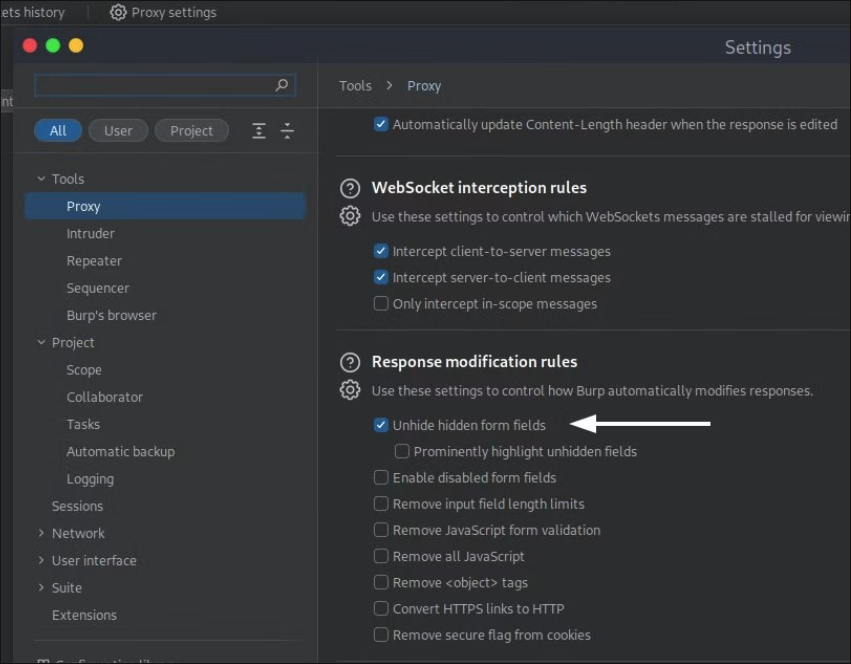 ets history
Proxy settings
Settings
Tools > Proxy
All
User
Project
Tools
Proxy
Intruder
Repeater
Sequencer
Burp's browser
Project
Scope
Collaborator
Tasks
Automatic backup
Logging
Sessions
Network
User interface
Suite
Extensions
Automatically update Content-Length header when the response is edited
WebSocket interception rules
Use these settings to control which WebSockets messages are stalled for viewin
Intercept client-to-server messages
Intercept server-to-client messages
Only intercept in-scope messages
Response modification rules
Use these settings to control how Burp automatically modifies responses.
Unhide hidden form fields
Prominently highlight unhidden fields
Enable disabled form fields
Remove input field length limits
Remove JavaScript form validation
Remove all JavaScript
Remove <object> tags
Convert HTTPS links to HTTP
Remove secure flag from cookies